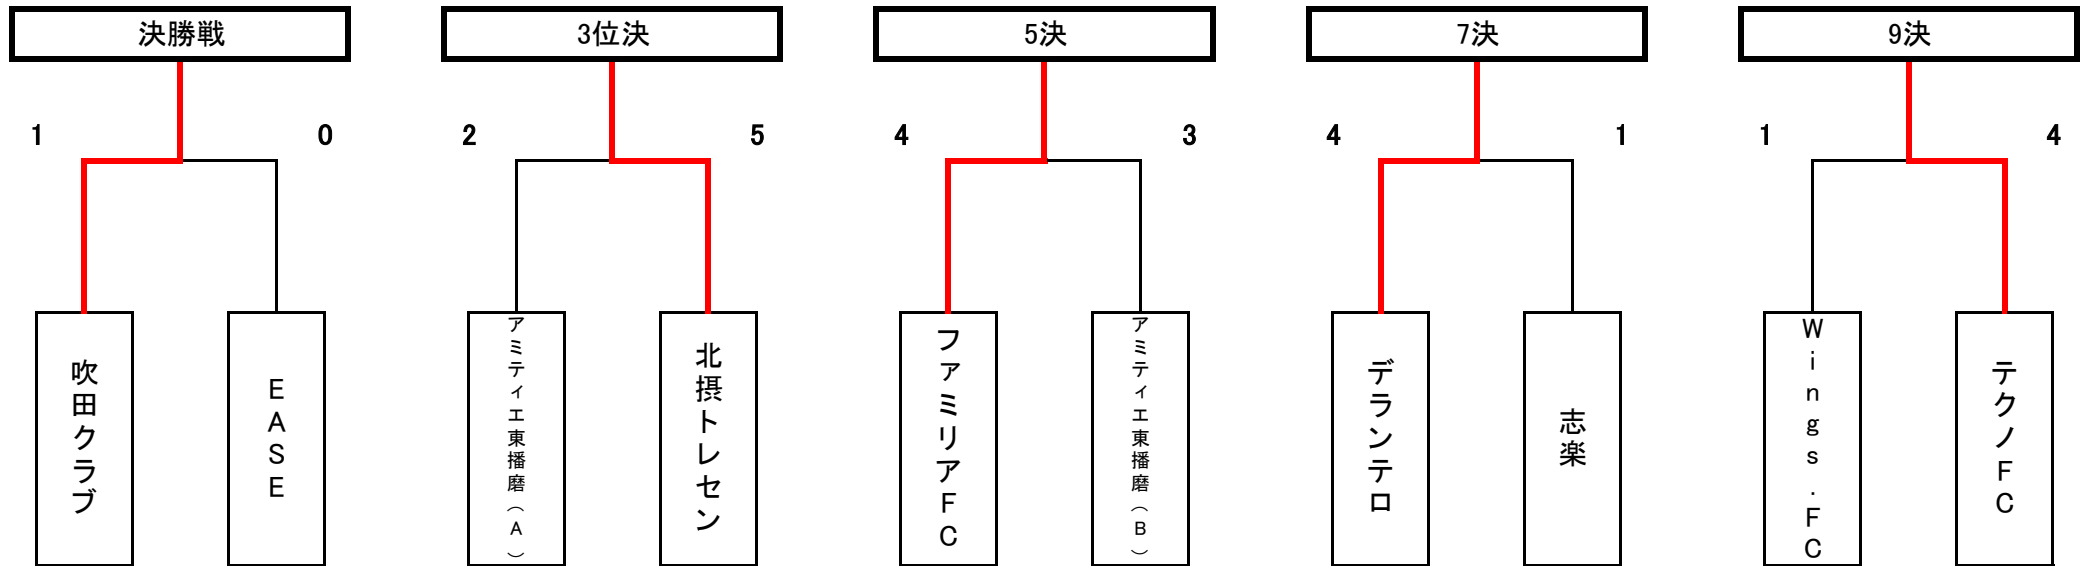 決勝戦
3位決
5決
7決
9決
1
0
2
5
4
3
4
1
1
4
吹田クラブ
EASE
アミティエ東播磨（A）
北摂トレセン
ファミリアFC
アミティエ東播磨（B）
デランテロ
志楽
Wings.FC
テクノFC